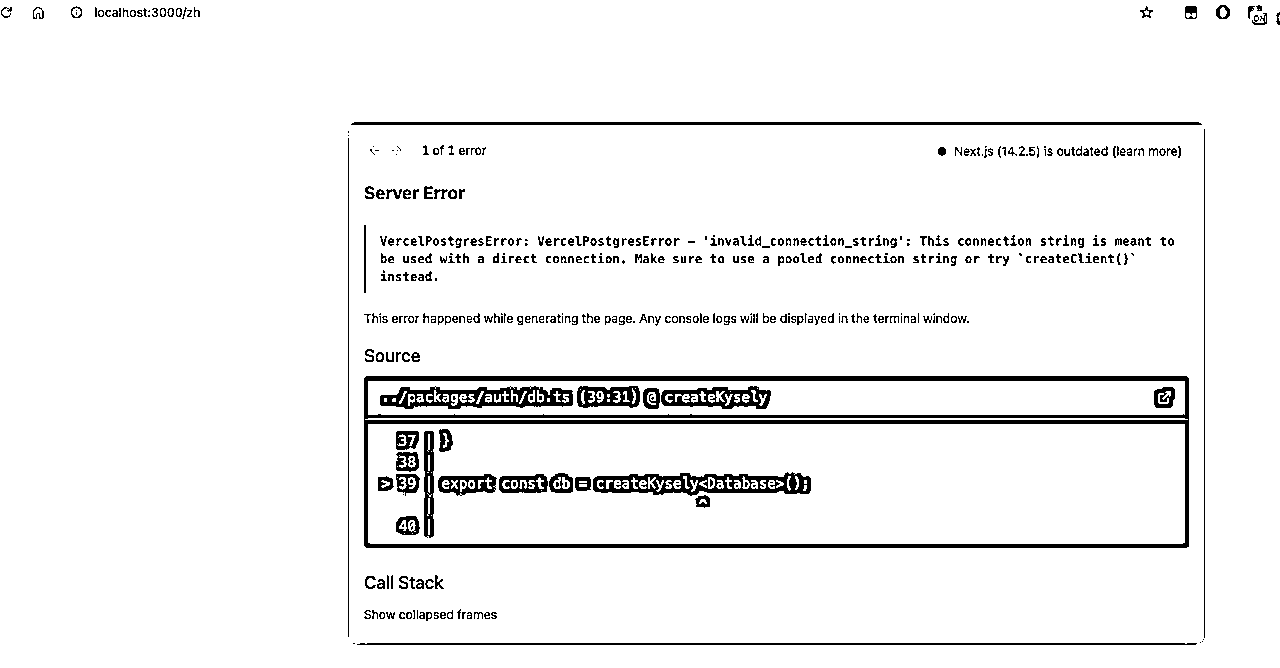 localhost:3000/zh
1 of 1 error
Next.js (14.2.5) is outdated (learn more)
Server Error
VercelPostgresError: VercelPostgresError - 'invalid_connection_string': This connection string is meant to
be used with a direct connection. Make sure to use a pooled connection string or try `createClient()`
instead.
This error happened while generating the page. Any console logs will be displayed in the terminal window.
Source
../packages/auth/db.ts (39:31) @ createKysely
37 | }
38 |
> 39 | export const db = createKysely<Database>();
| ^
40 |
Call Stack
Show collapsed frames